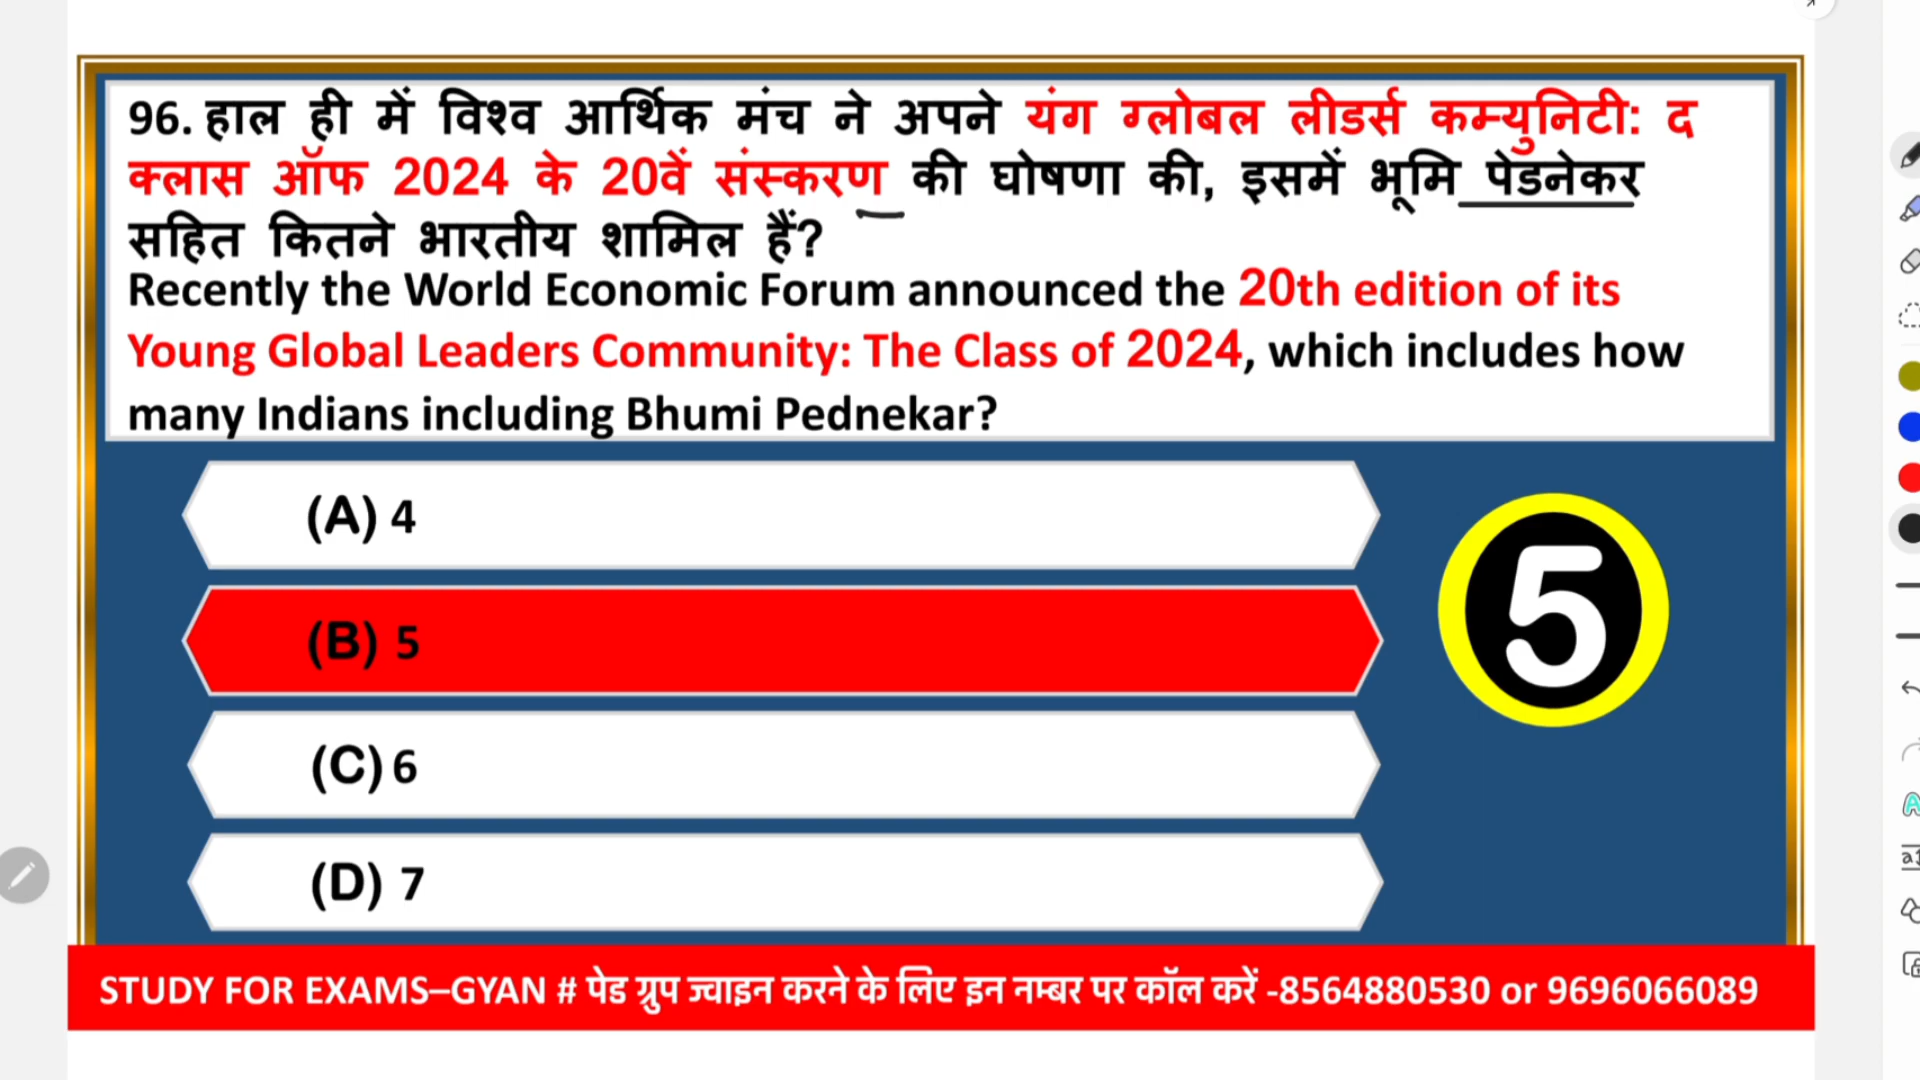 96. हाल ही में विश्व आर्थिक मंच ने अपने यंग ग्लोबल लीडर्स कम्युनिटी: द
क्लास ऑफ 2024 के 20वें संस्करण की घोषणा की, इसमें भूमि पेडनेकर
सहित कितने भारतीय शामिल हैं?
Recently the World Economic Forum announced the 20th edition of its
Young Global Leaders Community: The Class of 2024, which includes how
many Indians including Bhumi Pednekar?
(A) 4
(B) 5
5
(C) 6
(D) 7
STUDY FOR EXAMS–GYAN # पेड ग्रुप ज्वाइन करने के लिए इन नम्बर पर कॉल करें -8564880530 or 9696066089